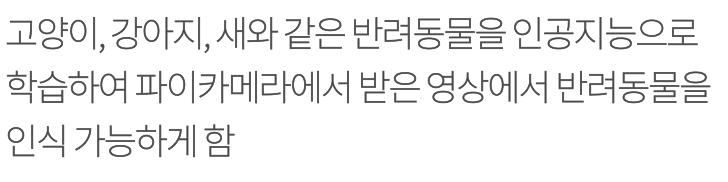 고양이, 강아지, 새와 같은 반려동물을 인공지능으로
학습하여 파이카메라에서 받은 영상에서 반려동물을
인식 가능하게 함